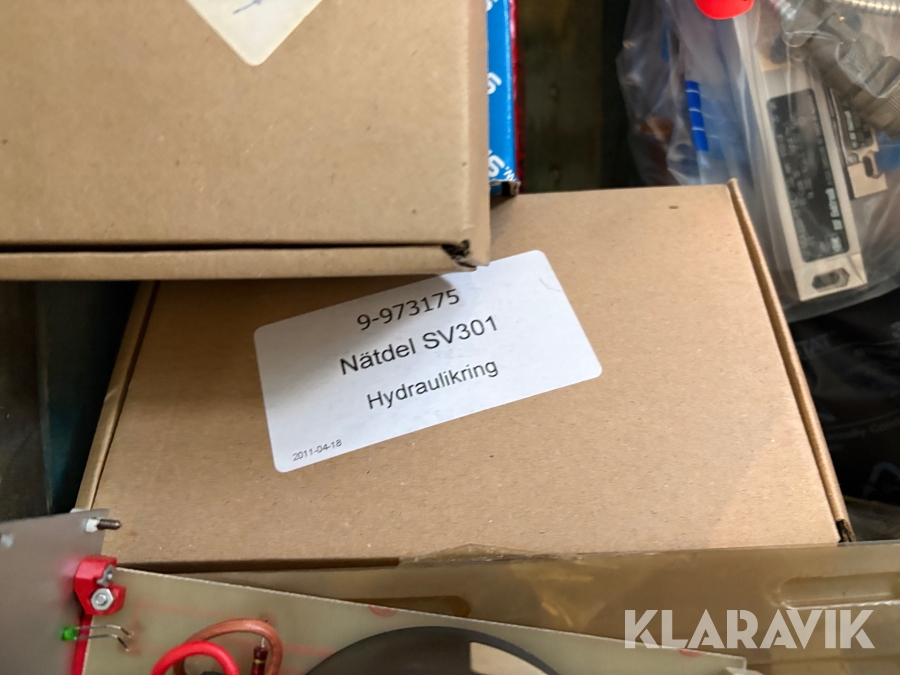 9-973175
Nätdel SV301
Hydraulikring
2011-04-18
KLARAVIK